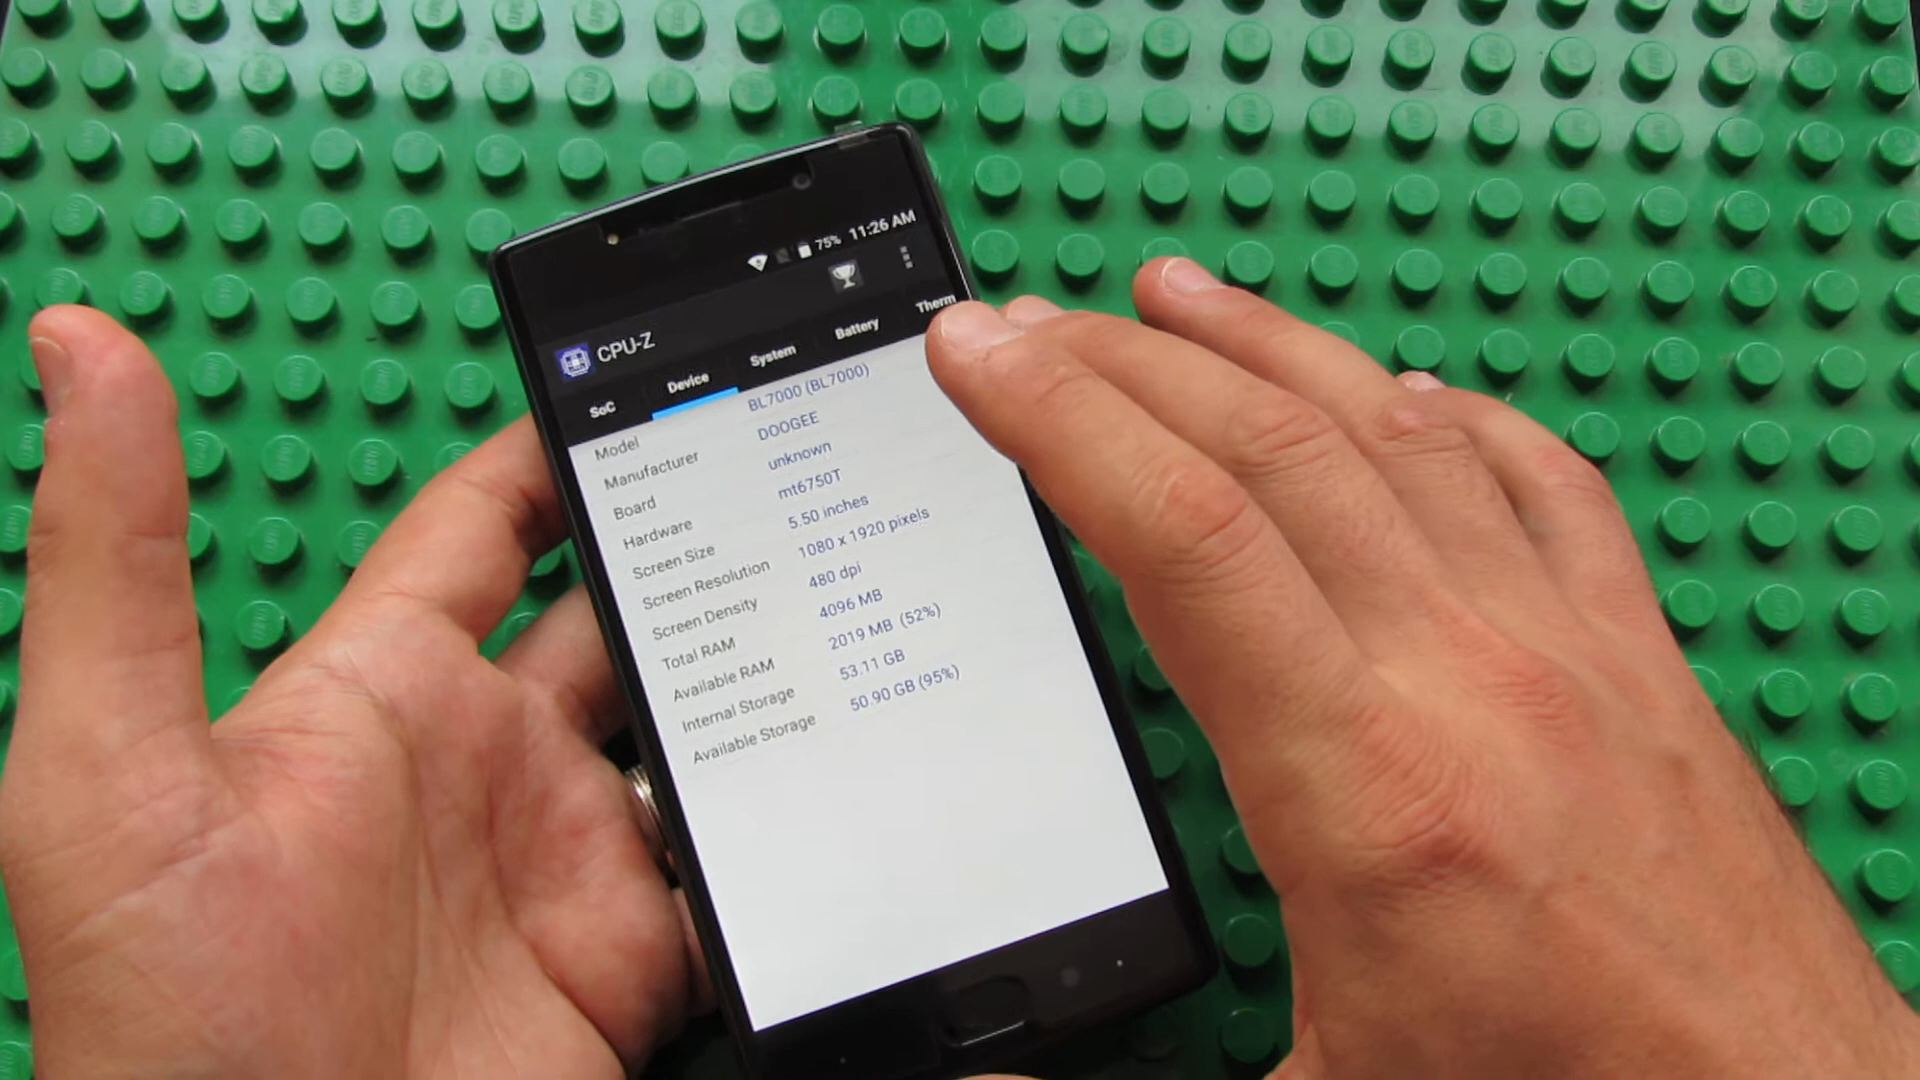 75% 11:26 AM
CPU-Z
SoC Device System Battery Therm
Model BL7000 (BL7000)
Manufacturer DOOGEE
Board unknown
Hardware mt6750T
Screen Size 5.50 inches
Screen Resolution 1080 x 1920 pixels
Screen Density 480 dpi
Total RAM 4096 MB
Available RAM 2019 MB (52%)
Internal Storage 53.11 GB
Available Storage 50.90 GB (95%)